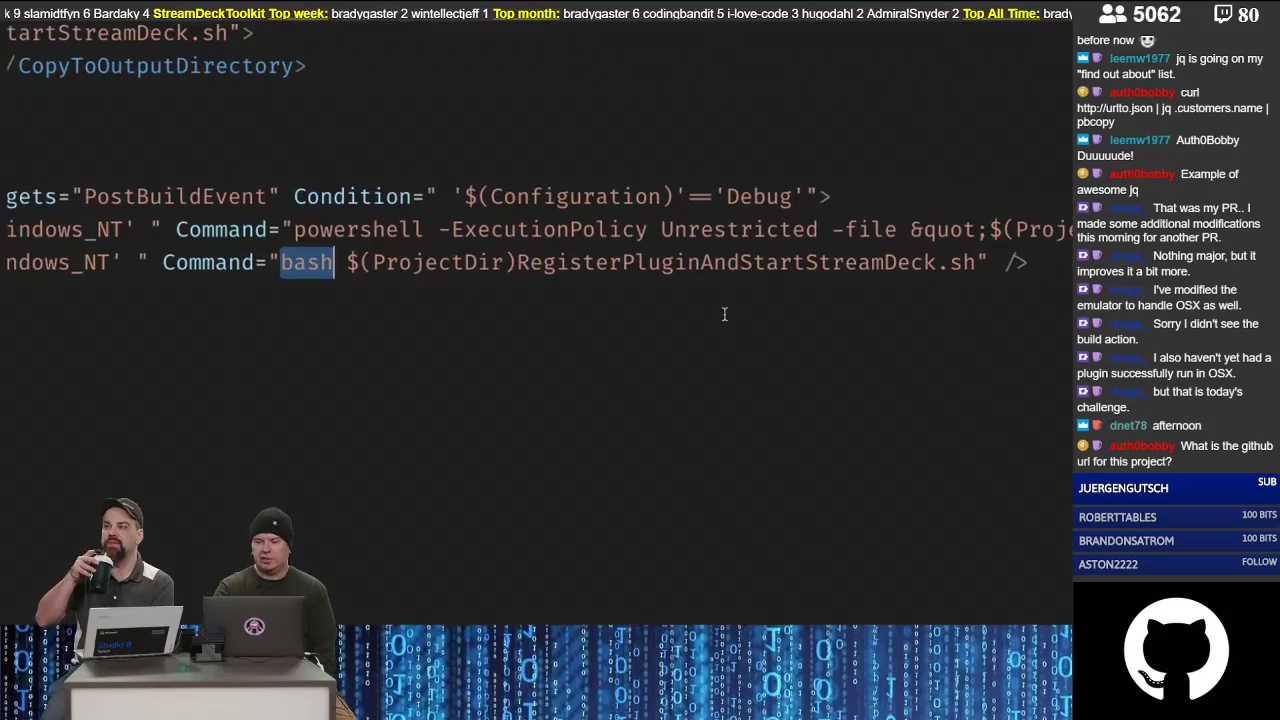 k 9 slamidtfyn 6 Bardaky 4 StreamDeckToolkit Top week: bradygaster 2 wintellectjeff 1 Top month: bradygaster 6 codingbandit 5 i-love-code 3 hugodahl 2 AdmiralSnyder 2 Top All Time: brady
5062
80
tartStreamDeck.sh">
/CopyToOutputDirectory>
gets="PostBuildEvent" Condition=" '$(Configuration)'=='Debug'">
indows_NT' " Command="powershell -ExecutionPolicy Unrestricted -file &quot;$(Proje
ndows_NT' " Command="bash $(ProjectDir)RegisterPluginAndStartStreamDeck.sh" />
before now
leemw1977 jq is going on my
"find out about" list.
auth0bobby curl
http://urlto.json | jq .customers.name |
pbcopy
leemw1977 Auth0Bobby
Duuuuude!
auth0bobby Example of
awesome jq
That was my PR.. I
made some additional modifications
this morning for another PR.
Nothing major, but it
improves it a bit more.
I've modified the
emulator to handle OSX as well.
Sorry I didn't see the
build action.
I also haven't yet had a
plugin successfully run in OSX.
but that is today's
challenge.
dnet78 afternoon
auth0bobby What is the github
url for this project?
JUERGENGUTSCH SUB
ROBERTTABLES 100 BITS
BRANDONSATROM 100 BITS
ASTON2222 FOLLOW